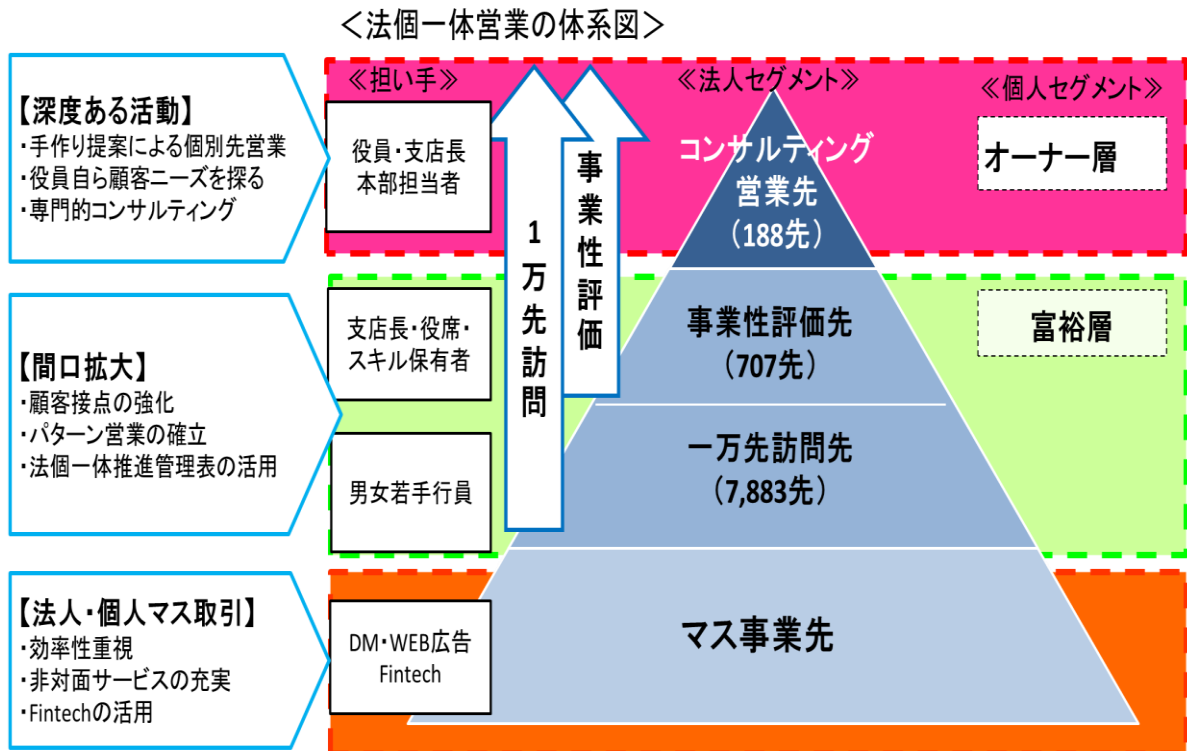 ＜法個一体営業の体系図＞
【深度ある活動】
・手作り提案による個別先営業
・役員自ら顧客ニーズを探る
・専門的コンサルティング
≪担い手≫
≪法人セグメント≫
≪個人セグメント≫
役員・支店長
本部担当者
事業性評価
1万先訪問
コンサルティング
営業先
（188先）
オーナー層
【間口拡大】
・顧客接点の強化
・パターン営業の確立
・法個一体推進管理表の活用
支店長・役席・
スキル保有者
男女若手行員
事業性評価先
（707先）
富裕層
一万先訪問先
（7,883先）
【法人・個人マス取引】
・効率性重視
・非対面サービスの充実
・Fintechの活用
DM・WEB広告
Fintech
マス事業先